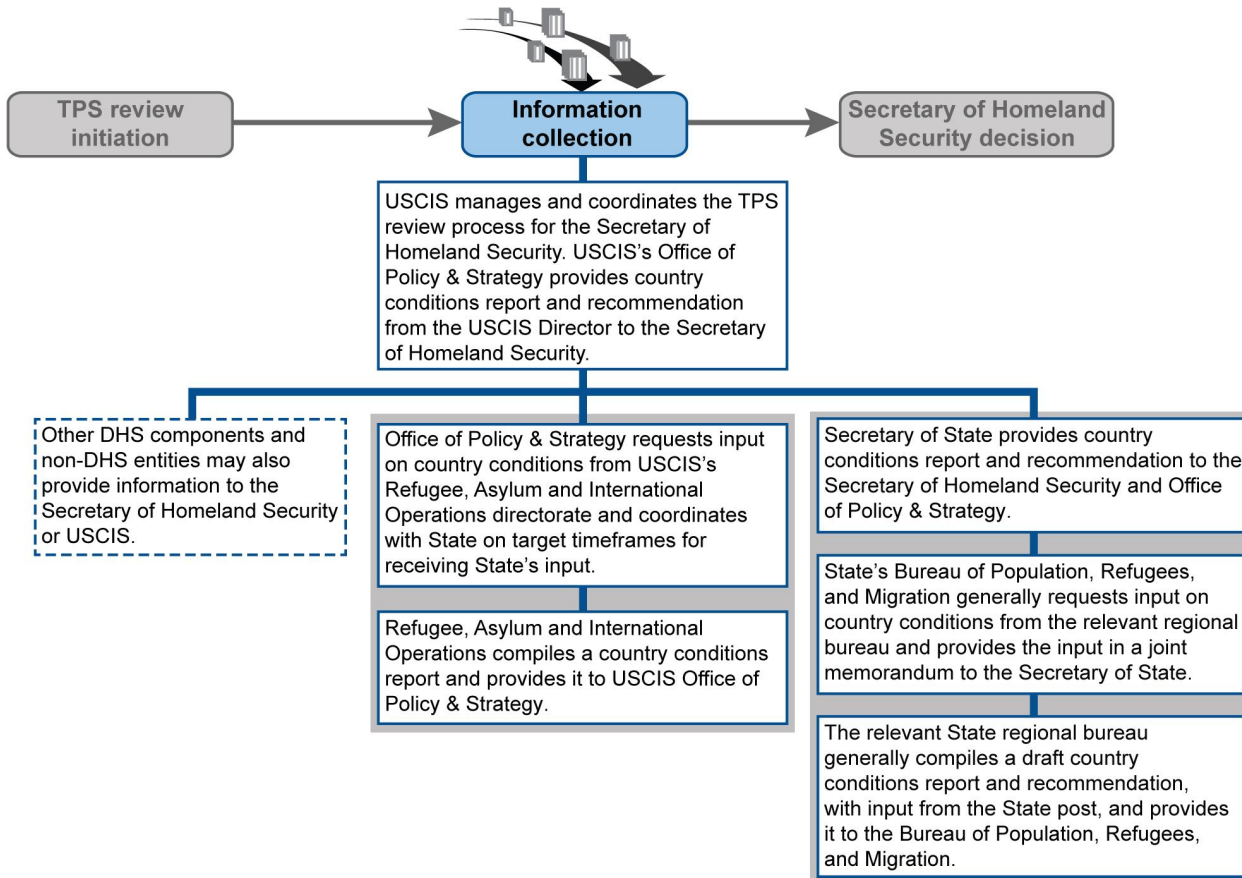 TPS review
initiation
Information
collection
Secretary of Homeland
Security decision
USCIS manages and coordinates the TPS
review process for the Secretary of
Homeland Security. USCIS's Office of
Policy & Strategy provides country
conditions report and recommendation
from the USCIS Director to the Secretary
of Homeland Security.
Other DHS components and
non-DHS entities may also
provide information to the
Secretary of Homeland Security
or USCIS.
Office of Policy & Strategy requests input
on country conditions from USCIS's
Refugee, Asylum and International
Operations directorate and coordinates
with State on target timeframes for
receiving State's input.
Refugee, Asylum and International
Operations compiles a country conditions
report and provides it to USCIS Office of
Policy & Strategy.
Secretary of State provides country
conditions report and recommendation to the
Secretary of Homeland Security and Office
of Policy & Strategy.
State's Bureau of Population, Refugees,
and Migration generally requests input on
country conditions from the relevant regional
bureau and provides the input in a joint
memorandum to the Secretary of State.
The relevant State regional bureau
generally compiles a draft country
conditions report and recommendation,
with input from the State post, and provides
it to the Bureau of Population, Refugees,
and Migration.